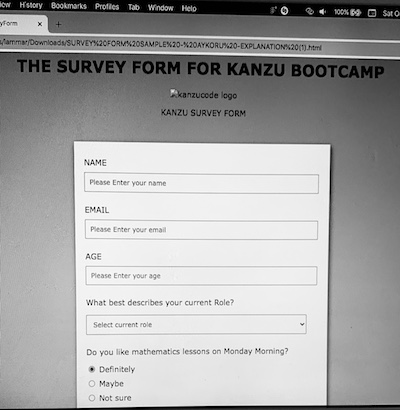 History Bookmarks Profiles Tab Window Help 100% Sat
/Downloads/SURVEY%20FORM%20SAMPLE%20-%20AYKORU%20-EXPLANATION%20(1).html
THE SURVEY FORM FOR KANZU BOOTCAMP
kanzucode logo
KANZU SURVEY FORM
NAME
Please Enter your name
EMAIL
Please Enter your email
AGE
Please Enter your age
What best describes your current Role?
Select current role
Do you like mathematics lessons on Monday Morning?
Definitely
Maybe
Not sure